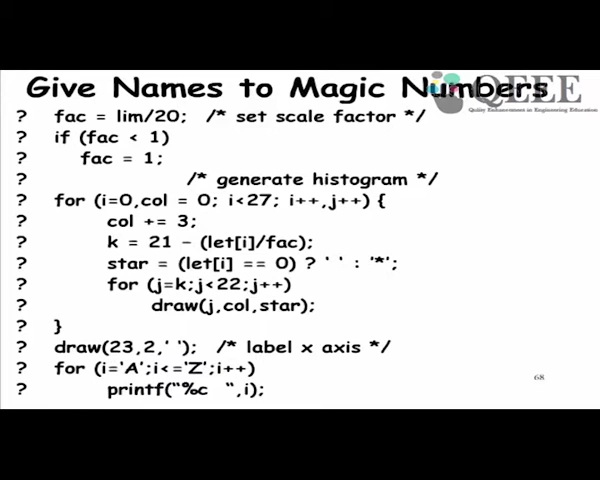 Give Names to Magic Numbers
QEEE
Quality Enhancement in Engineering Education
? fac = lim/20; /* set scale factor */
? if (fac < 1)
? fac = 1;
? /* generate histogram */
? for (i=0,col = 0; i<27; i++,j++) {
? col += 3;
? k = 21 - (let[i]/fac);
? star = (let[i] == 0) ? ' ' : '*';
? for (j=k;j<22;j++)
? draw(j,col,star);
? }
? draw(23,2,' '); /* label x axis */
? for (i='A';i<='Z';i++)
? printf("%c ",i);
68